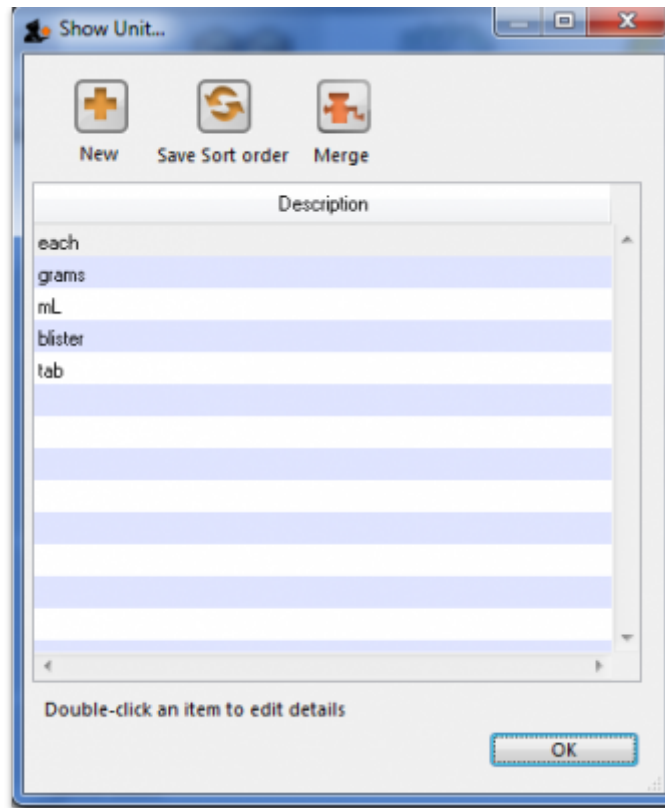 Show Unit...
New Save Sort order Merge
Description
each
grams
mL
blister
tab
Double-click an item to edit details
OK